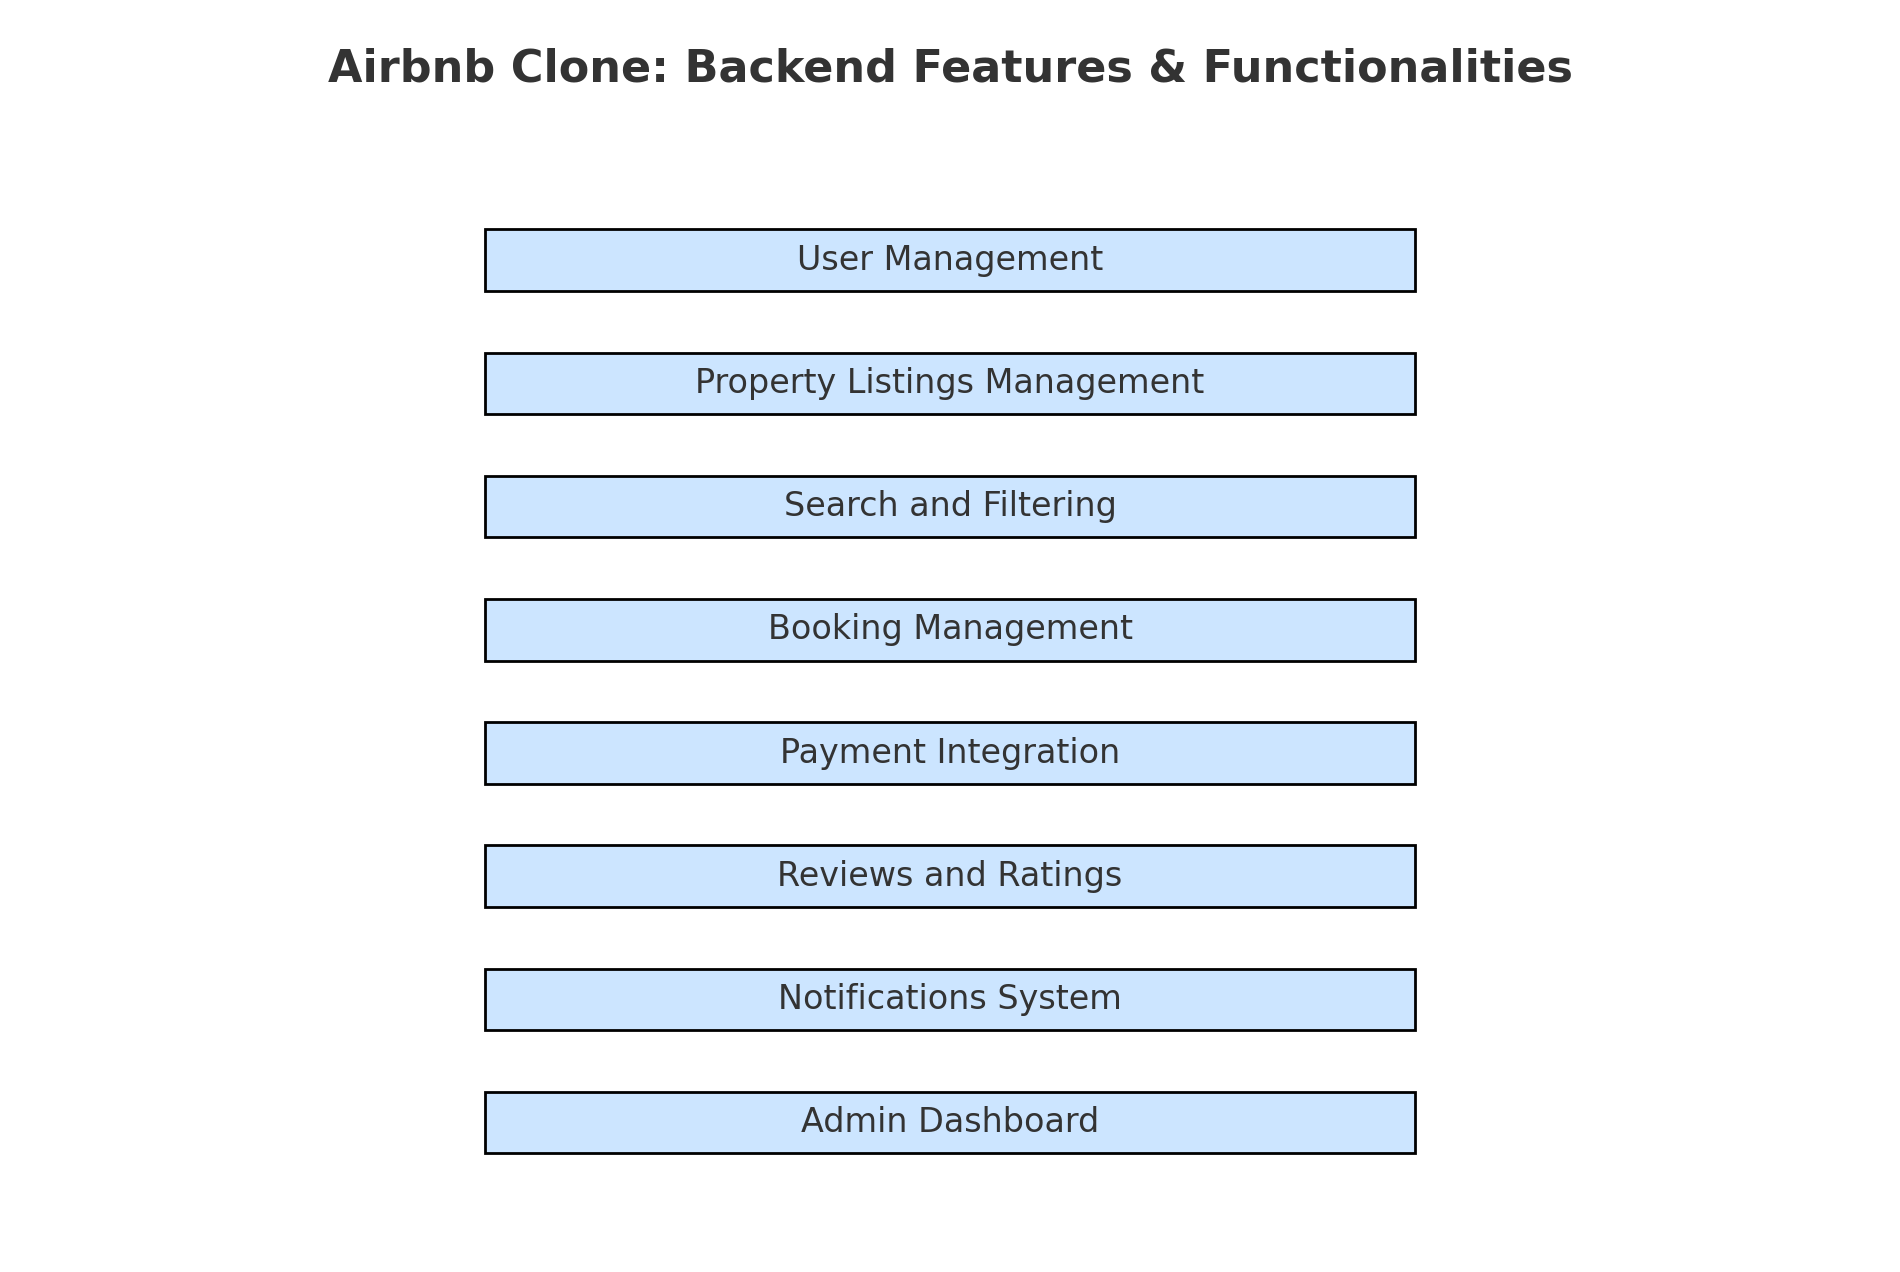 Airbnb Clone: Backend Features & Functionalities
User Management
Property Listings Management
Search and Filtering
Booking Management
Payment Integration
Reviews and Ratings
Notifications System
Admin Dashboard